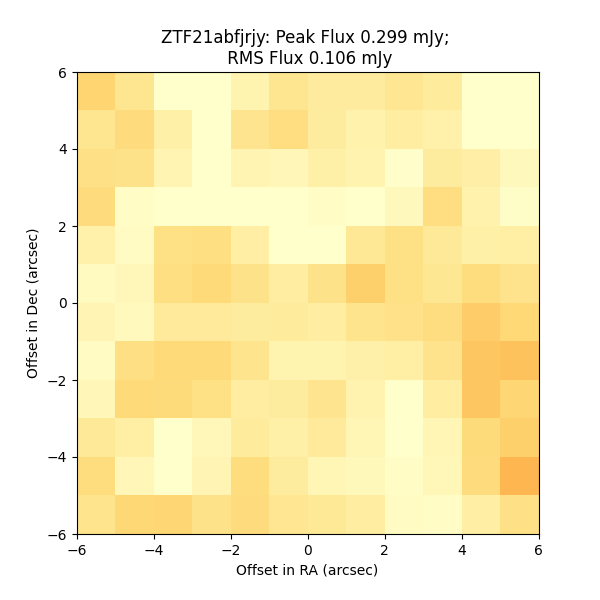 ZTF21abfjrjy: Peak Flux 0.299 mJy;
RMS Flux 0.106 mJy
6
4
2
0
−2
−4
−6
Offset in Dec (arcsec)
−6 −4 −2 0 2 4 6
Offset in RA (arcsec)